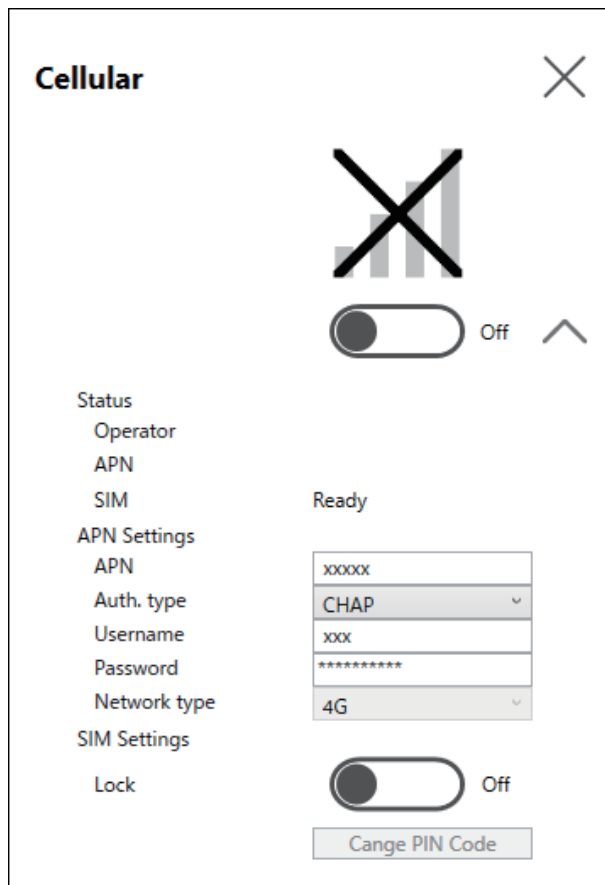 Cellular
Off
Status
Operator
APN
SIM Ready
APN Settings
APN xxxxx
Auth. type CHAP
Username xxx
Password **********
Network type 4G
SIM Settings
Lock Off
Cange PIN Code